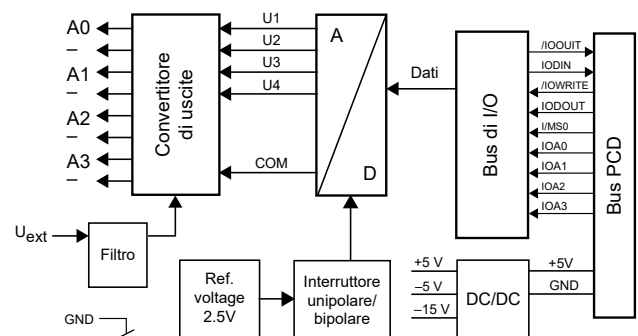 A0
–
A1
–
A2
–
A3
–
Convertitore
di uscite
U1
U2
U3
U4
COM
A
D
Dati
Bus di I/O
/IOOUIT
IODIN
/IOWRITE
IODOUT
I/MS0
IOA0
IOA1
IOA2
IOA3
Bus PCD
Uext
Filtro
Ref.
voltage
2.5V
Interruttore
unipolare/
bipolare
+5 V
–5 V
–15 V
DC/DC
+5V
GND
GND